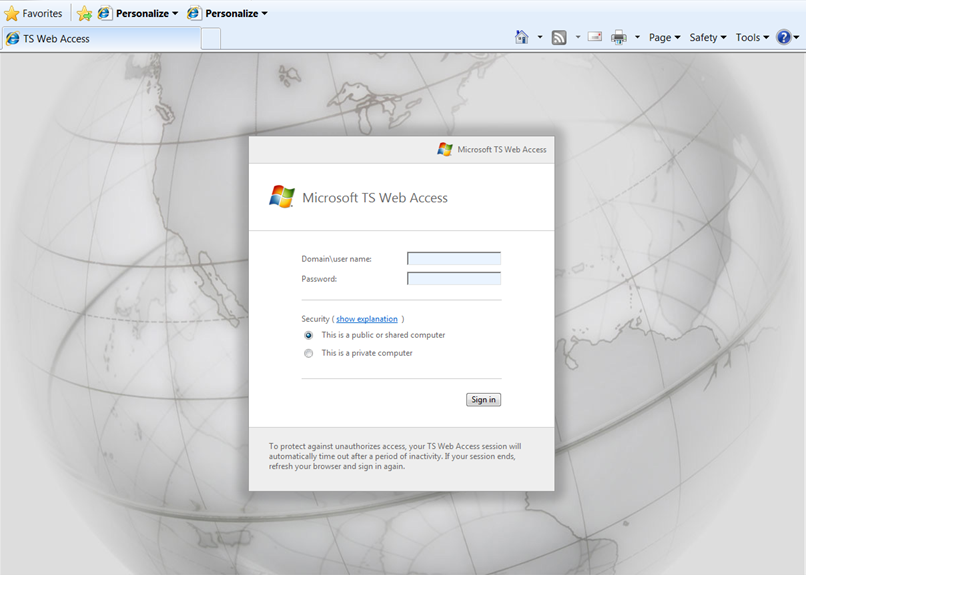 Favorites
Personalize
Personalize
TS Web Access
Page
Safety
Tools
?
Microsoft TS Web Access
Microsoft TS Web Access
Domain\user name:
Password:
Security ( show explanation )
This is a public or shared computer
This is a private computer
Sign in
To protect against unauthorizes access, your TS Web Access session will
automatically time out after a period of inactivity. If your session ends,
refresh your browser and sign in again.